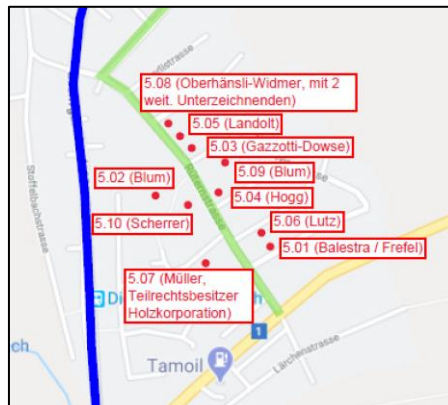 5.08 (Oberhänsli-Widmer, mit 2
weit. Unterzeichnenden)
5.05 (Landolt)
5.03 (Gazzotti-Dowse)
5.09 (Blum)
5.02 (Blum)
5.04 (Hogg)
5.10 (Scherrer)
5.06 (Lutz)
5.01 (Balestra / Frefel)
5.07 (Müller,
Teilrechtsbesitzer
Holzkorporation)
Stoffelbachstrasse
Rütenstrasse
1
Tamoil
Lärchenstrasse